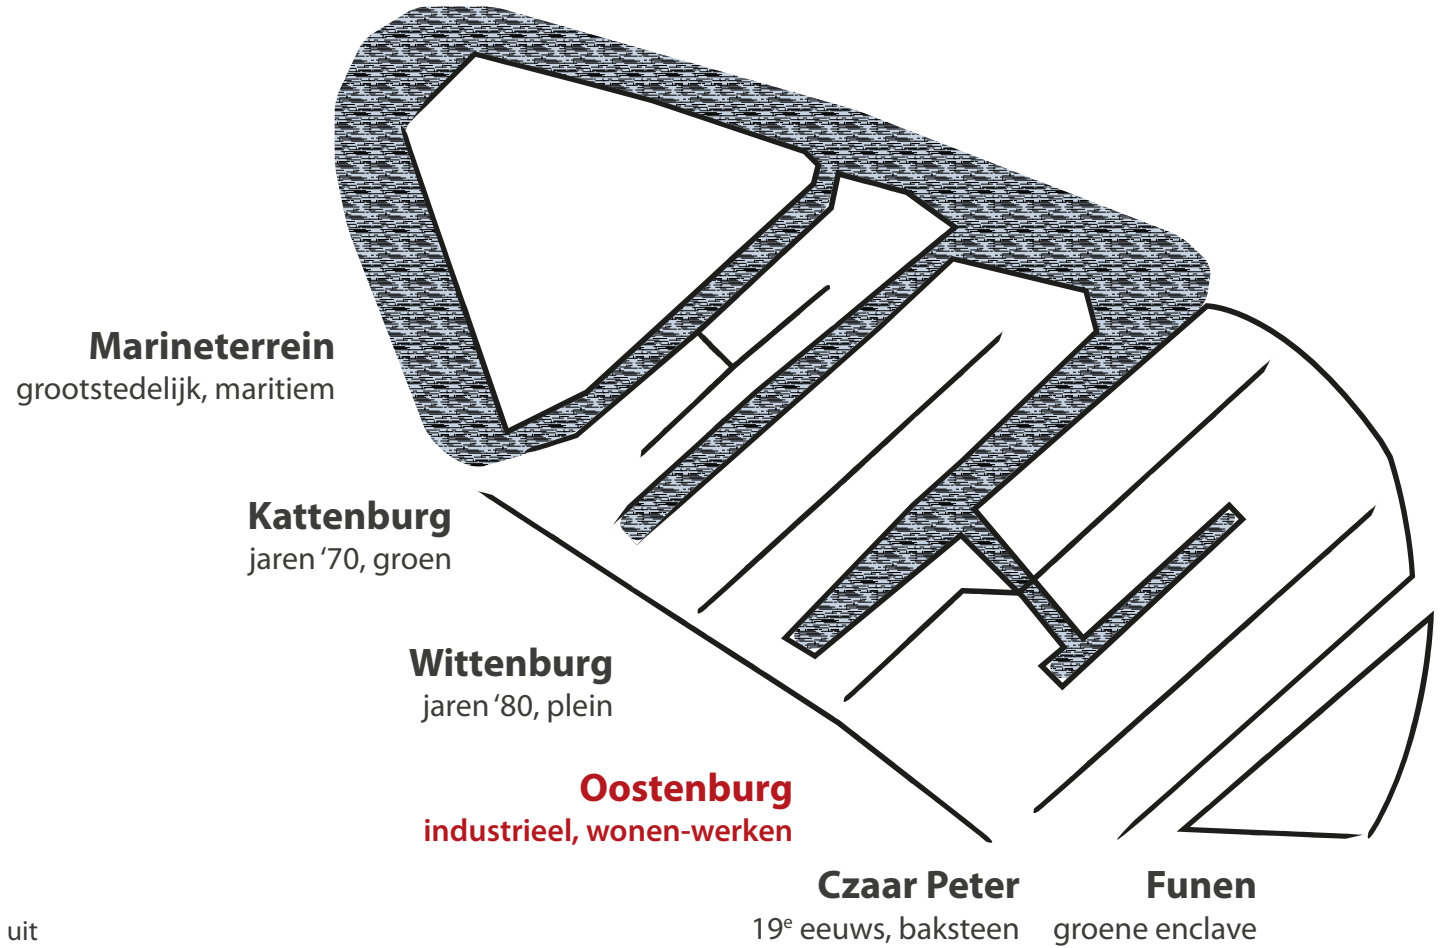 Marineterrein
grootstedelijk, maritiem
Kattenburg
jaren ‘70, groen
Wittenburg
jaren ‘80, plein
Oostenburg
industrieel, wonen-werken
Czaar Peter
19e eeuws, baksteen
Funen
groene enclave
uit